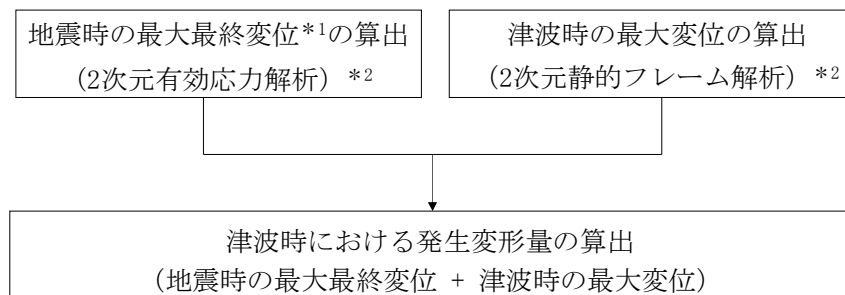 地震時の最大最終変位*1の算出
(2次元有効応力解析) *2
津波時の最大変位の算出
(2次元静的フレーム解析) *2
津波時における発生変形量の算出
(地震時の最大最終変位 + 津波時の最大変位)